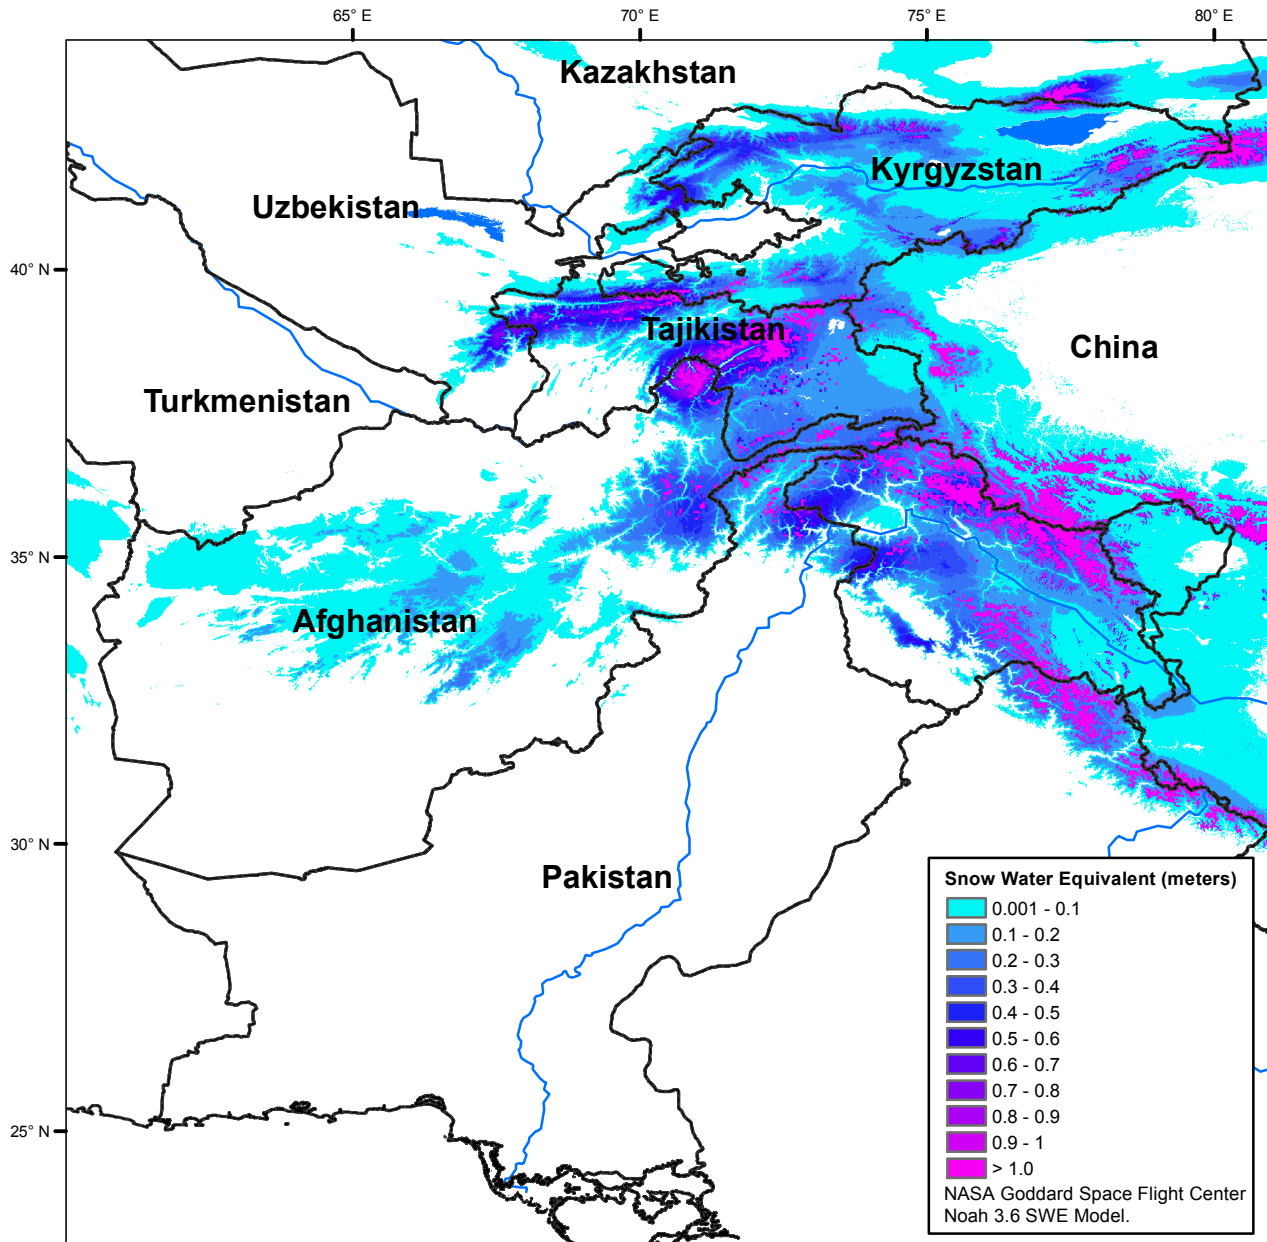 65° E
70° E
75° E
80° E
Kazakhstan
Kyrgyzstan
Uzbekistan
40° N
Tajikistan
China
Turkmenistan
35° N
Afghanistan
30° N
Pakistan
Snow Water Equivalent (meters)
0.001 - 0.1
0.1 - 0.2
0.2 - 0.3
0.3 - 0.4
0.4 - 0.5
0.5 - 0.6
0.6 - 0.7
0.7 - 0.8
0.8 - 0.9
0.9 - 1
> 1.0
NASA Goddard Space Flight Center
Noah 3.6 SWE Model.
25° N